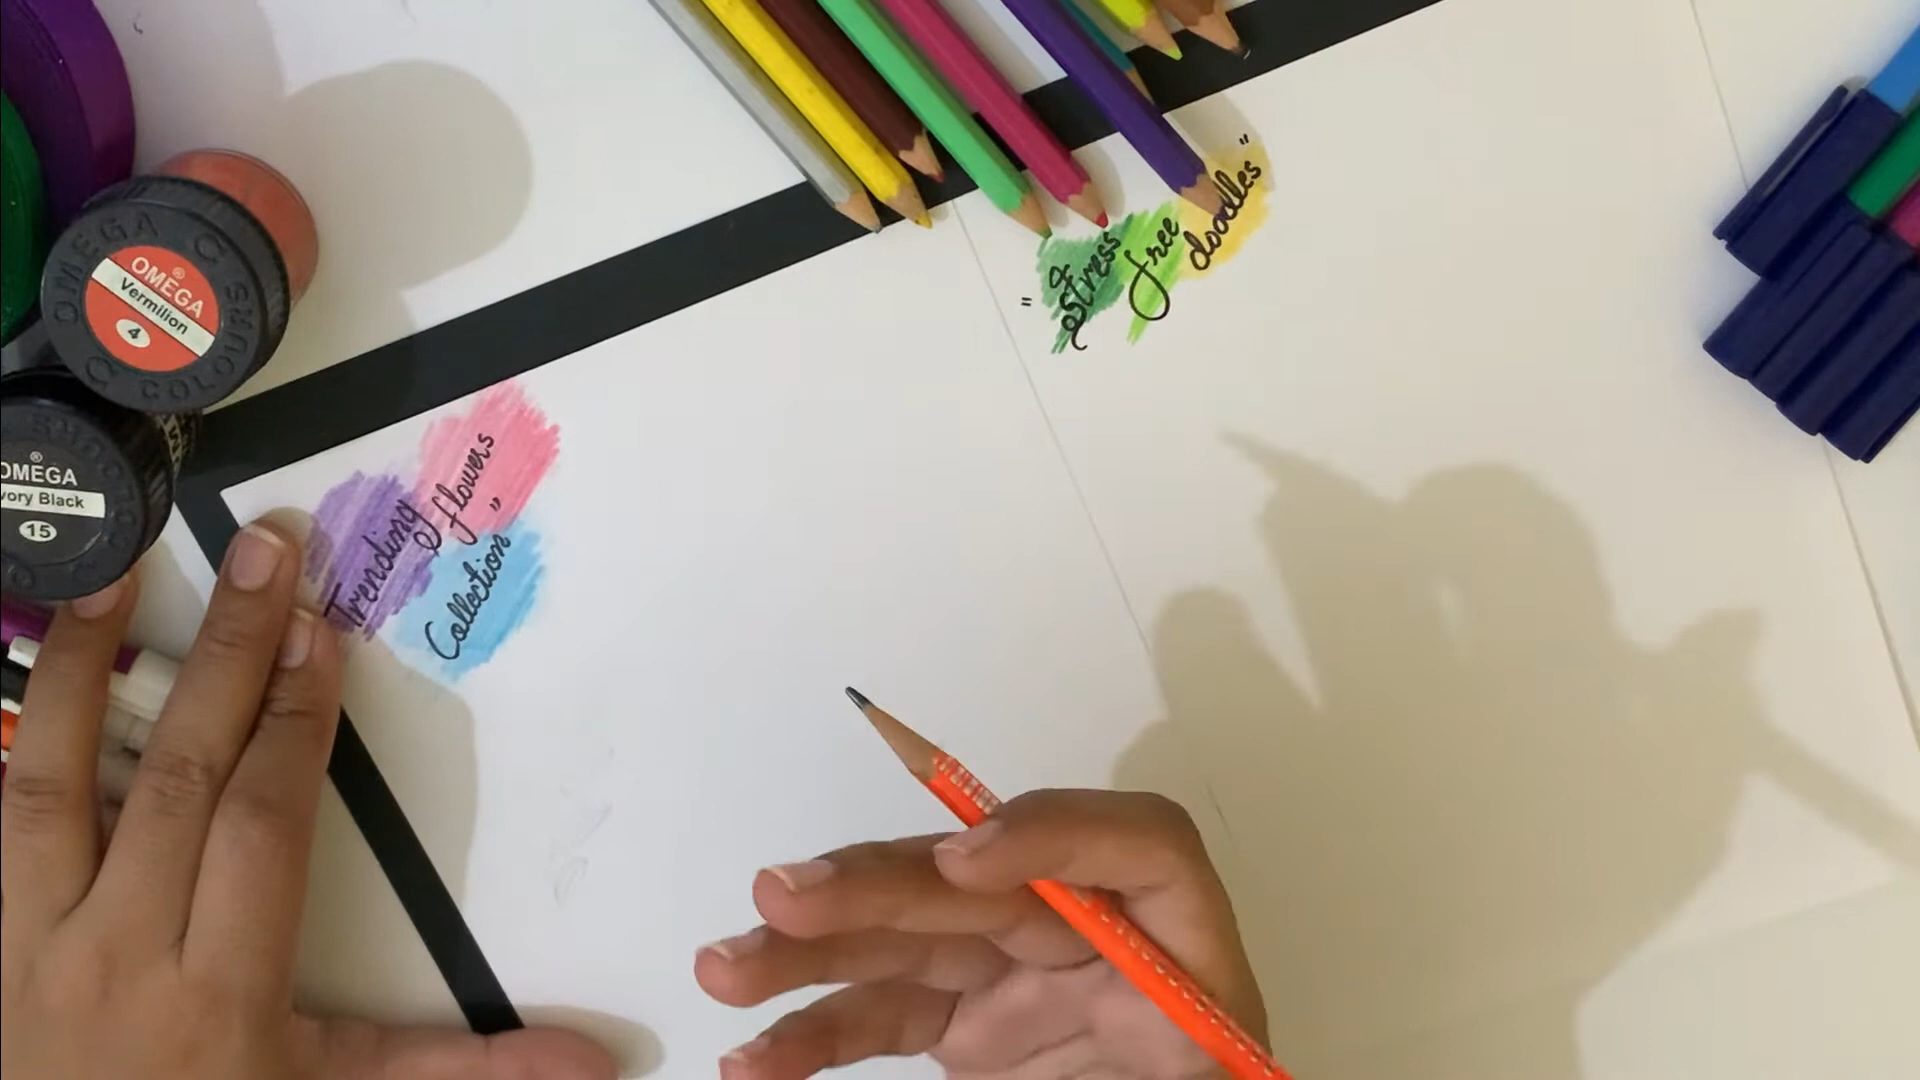 OMEGA COLOURS
OMEGA®
Vermilion
4
OMEGA®
vory Black
15
Trending
flowers
Collection"
"Stress
free
doodles"